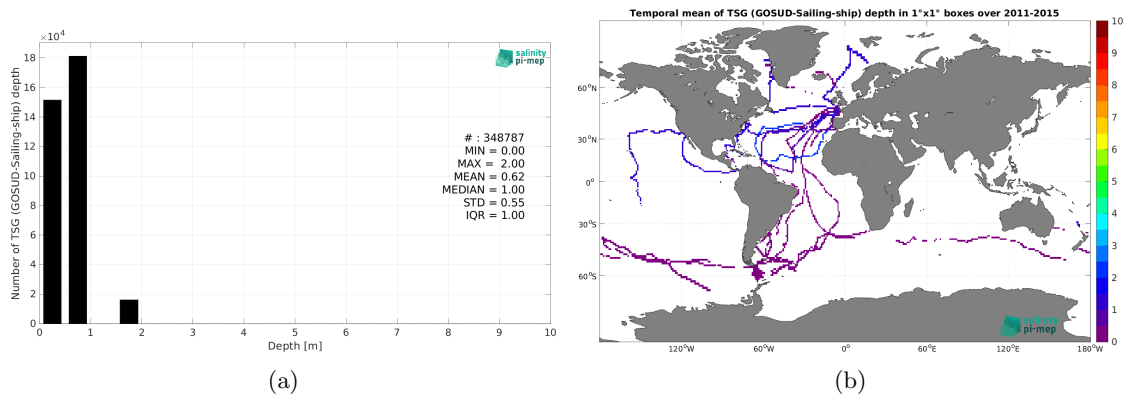 ×10⁴
18
16
14
12
10
8
6
4
2
0
Number of TSG (GOSUD-Sailing-ship) depth
salinity
pi-mep
# : 348787
MIN = 0.00
MAX = 2.00
MEAN = 0.62
MEDIAN = 1.00
STD = 0.55
IQR = 1.00
0 1 2 3 4 5 6 7 8 9 10
Depth [m]
(a)
Temporal mean of TSG (GOSUD-Sailing-ship) depth in 1°x1° boxes over 2011-2015
60°N
30°N
0°
30°S
60°S
120°W 60°W 0° 60°E 120°E 180°W
salinity
pi-mep
10
9
8
7
6
5
4
3
2
1
0
(b)